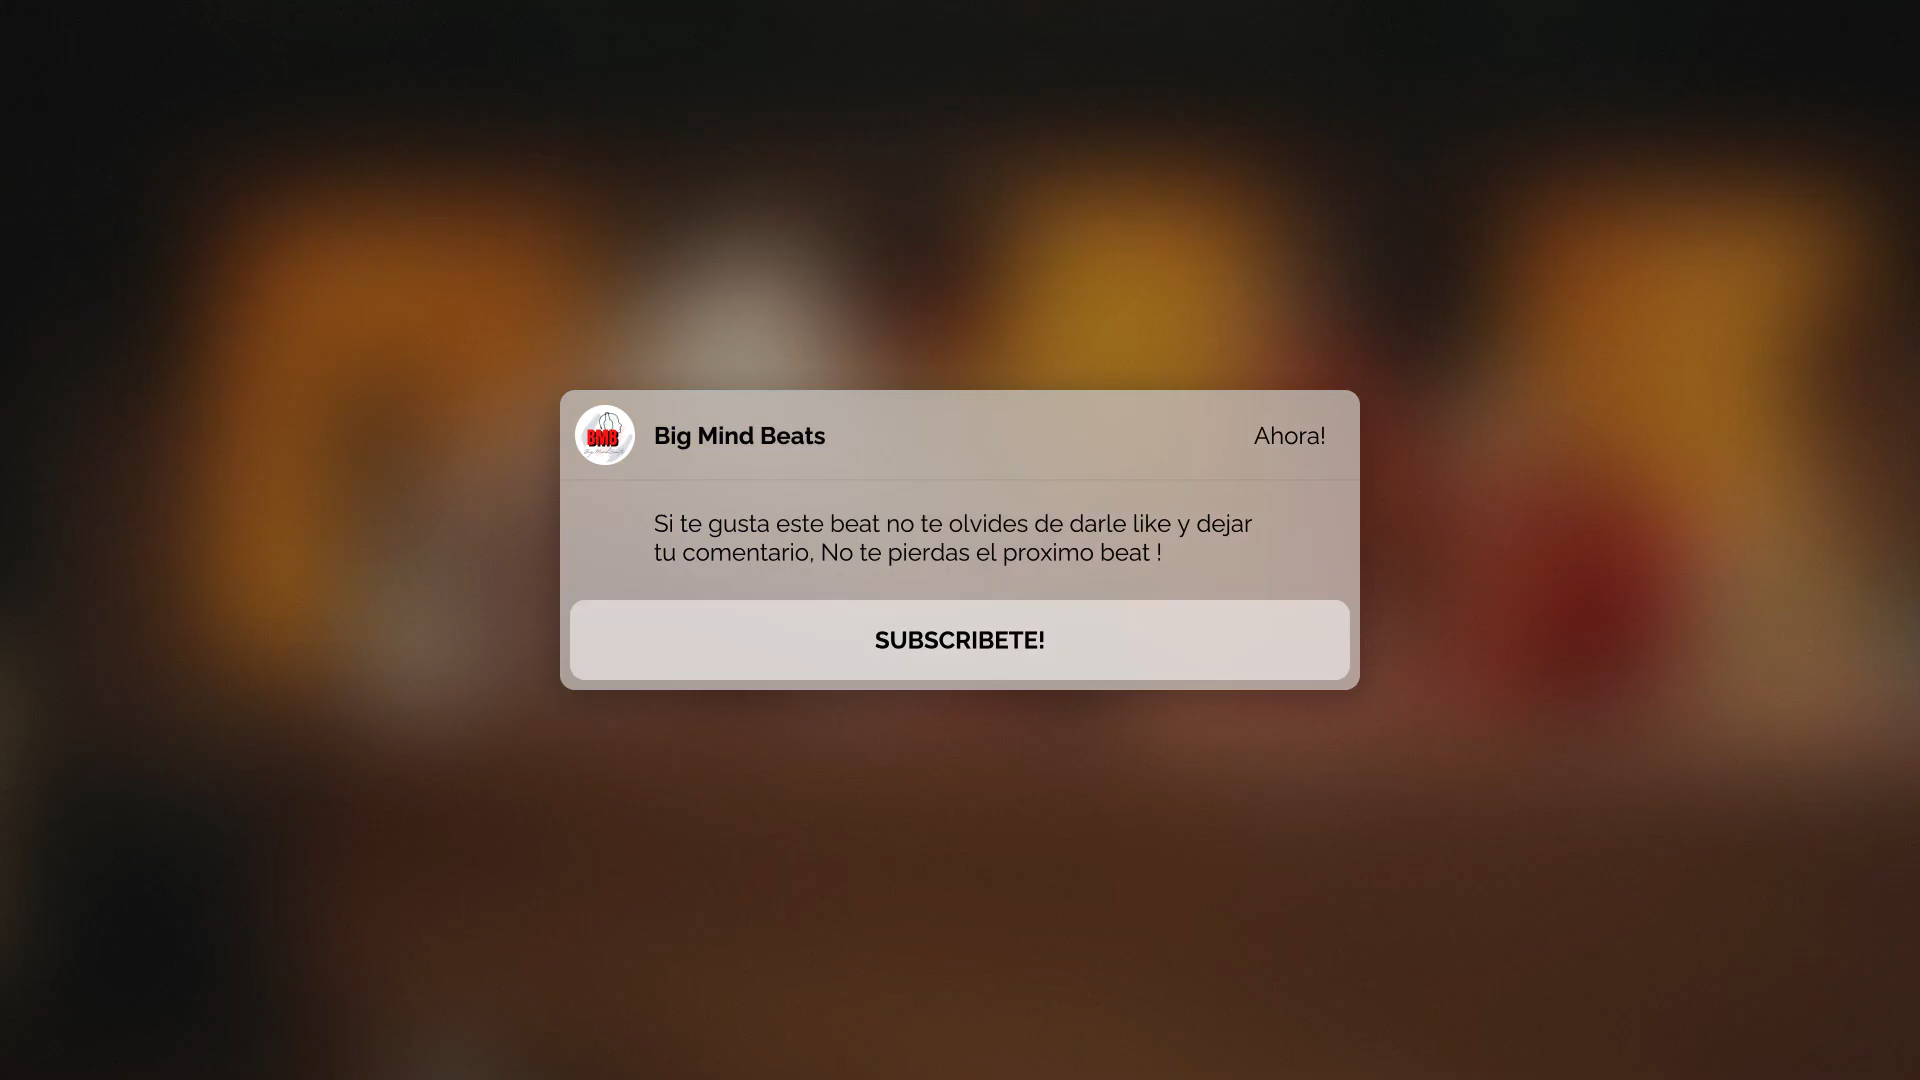 BMB
Big Mind Beats
Ahora!
Si te gusta este beat no te olvides de darle like y dejar
tu comentario, No te pierdas el proximo beat !
SUBSCRIBETE!